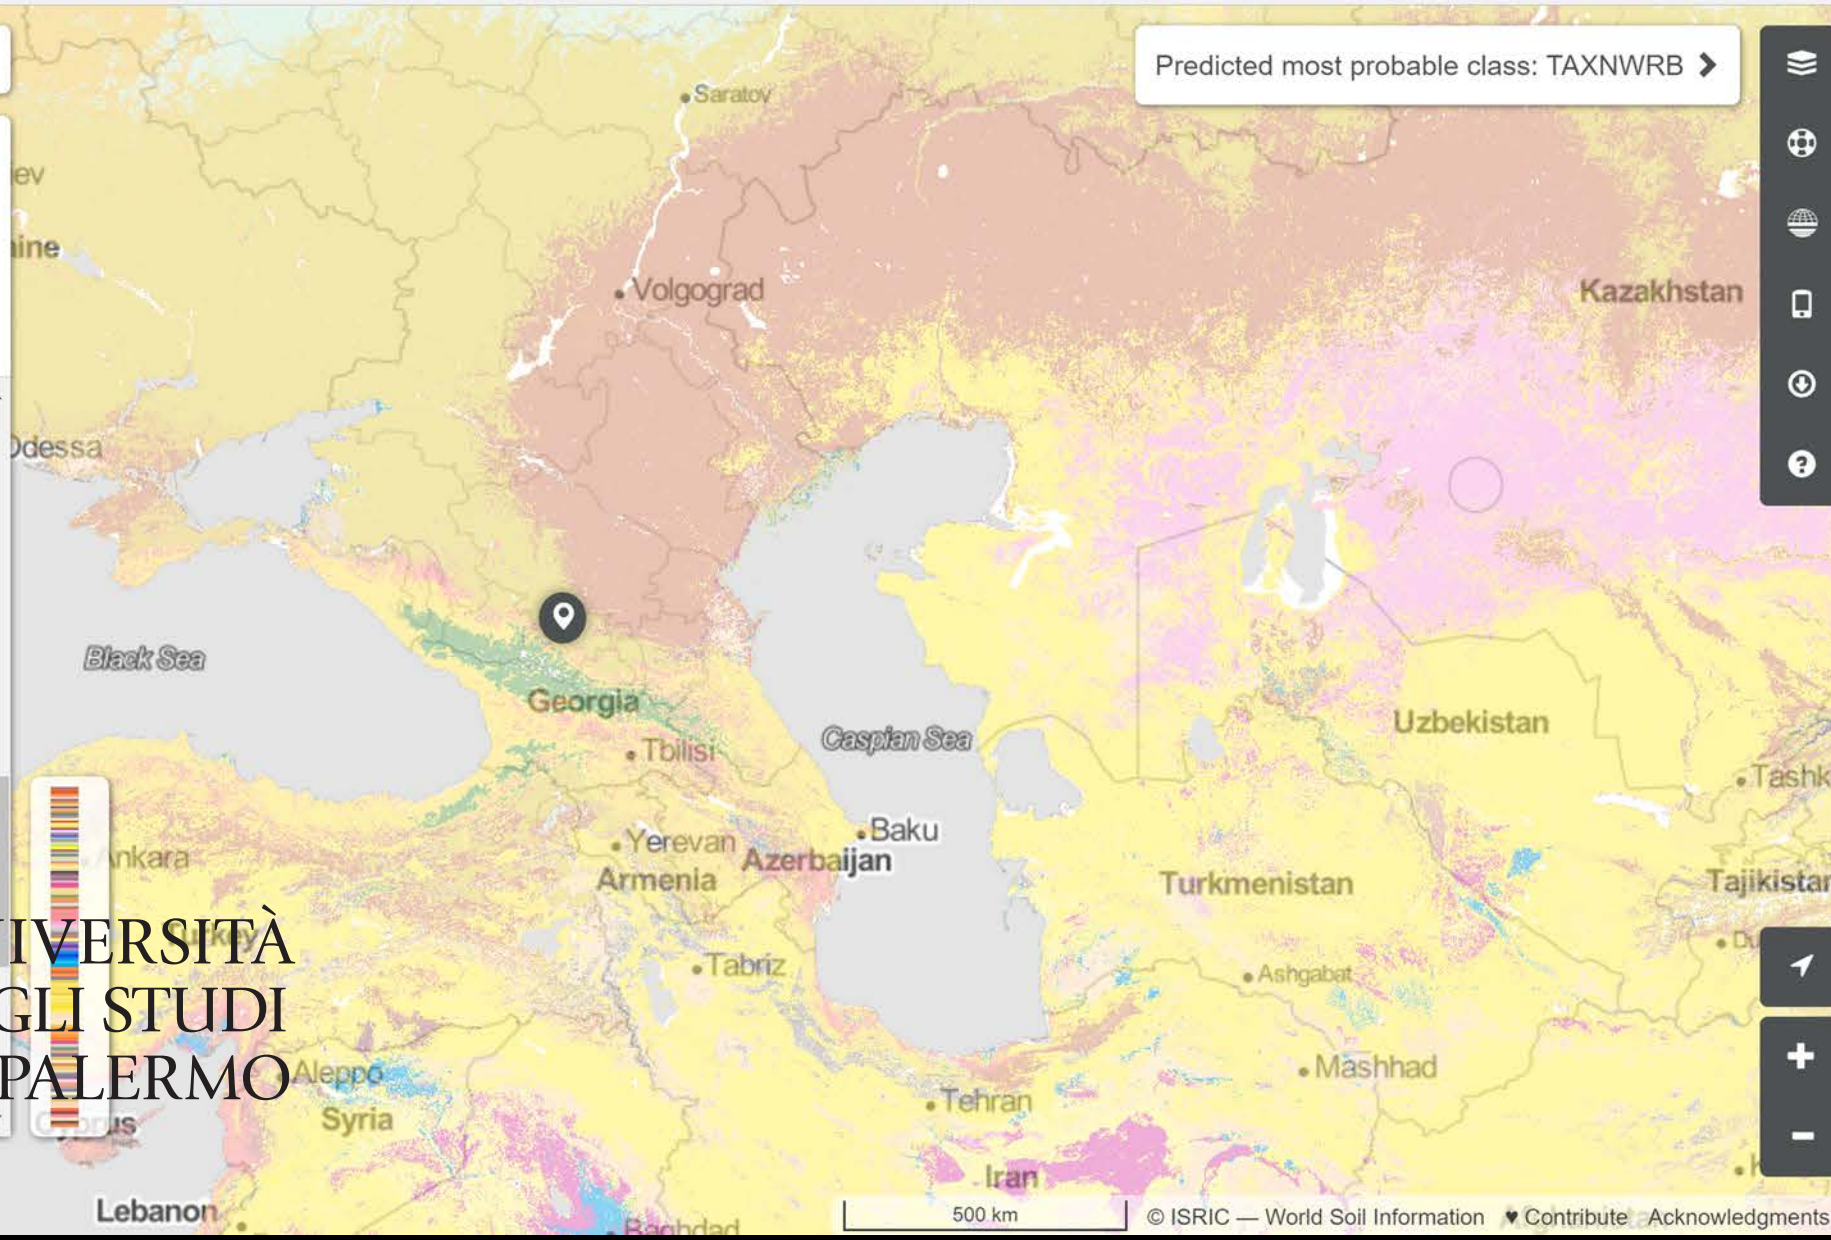 Predicted most probable class: TAXNWRB
Saratov
Volgograd
Kazakhstan
Odessa
Black Sea
Georgia
Tbilisi
Caspian Sea
Uzbekistan
Baku
Yerevan
Azerbaijan
Armenia
Ankara
Turkmenistan
Turkey
Tabriz
Ashgabat
IVERSITÀ
GLI STUDI
PALERMO
Aleppo
Syria
Cyprus
Mashhad
Tehran
Iran
Lebanon
Baghdad
500 km
© ISRIC — World Soil Information ♥ Contribute Acknowledgments